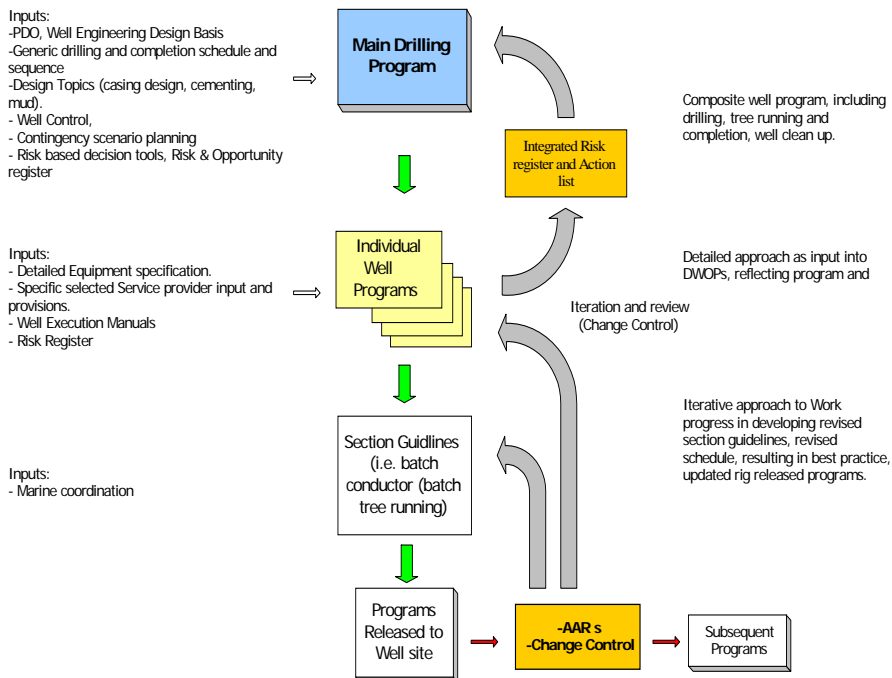 Inputs:
-PDO, Well Engineering Design Basis
-Generic drilling and completion schedule and
sequence
-Design Topics (casing design, cementing,
mud).
- Well Control,
- Contingency scenario planning
- Risk based decision tools, Risk & Opportunity
register
Main Drilling
Program
Integrated Risk
register and Action
list
Composite well program, including
drilling, tree running and
completion, well clean up.
Inputs:
- Detailed Equipment specification.
- Specific selected Service provider input and
provisions.
- Well Execution Manuals
- Risk Register
Individual
Well
Programs
Detailed approach as input into
DWOPs, reflecting program and
Iteration and review
(Change Control)
Inputs:
- Marine coordination
Section Guidlines
(i.e. batch
conductor (batch
tree running)
Iterative approach to Work
progress in developing revised
section guidelines, revised
schedule, resulting in best practice,
updated rig released programs.
Programs
Released to
Well site
-AAR s
-Change Control
Subsequent
Programs